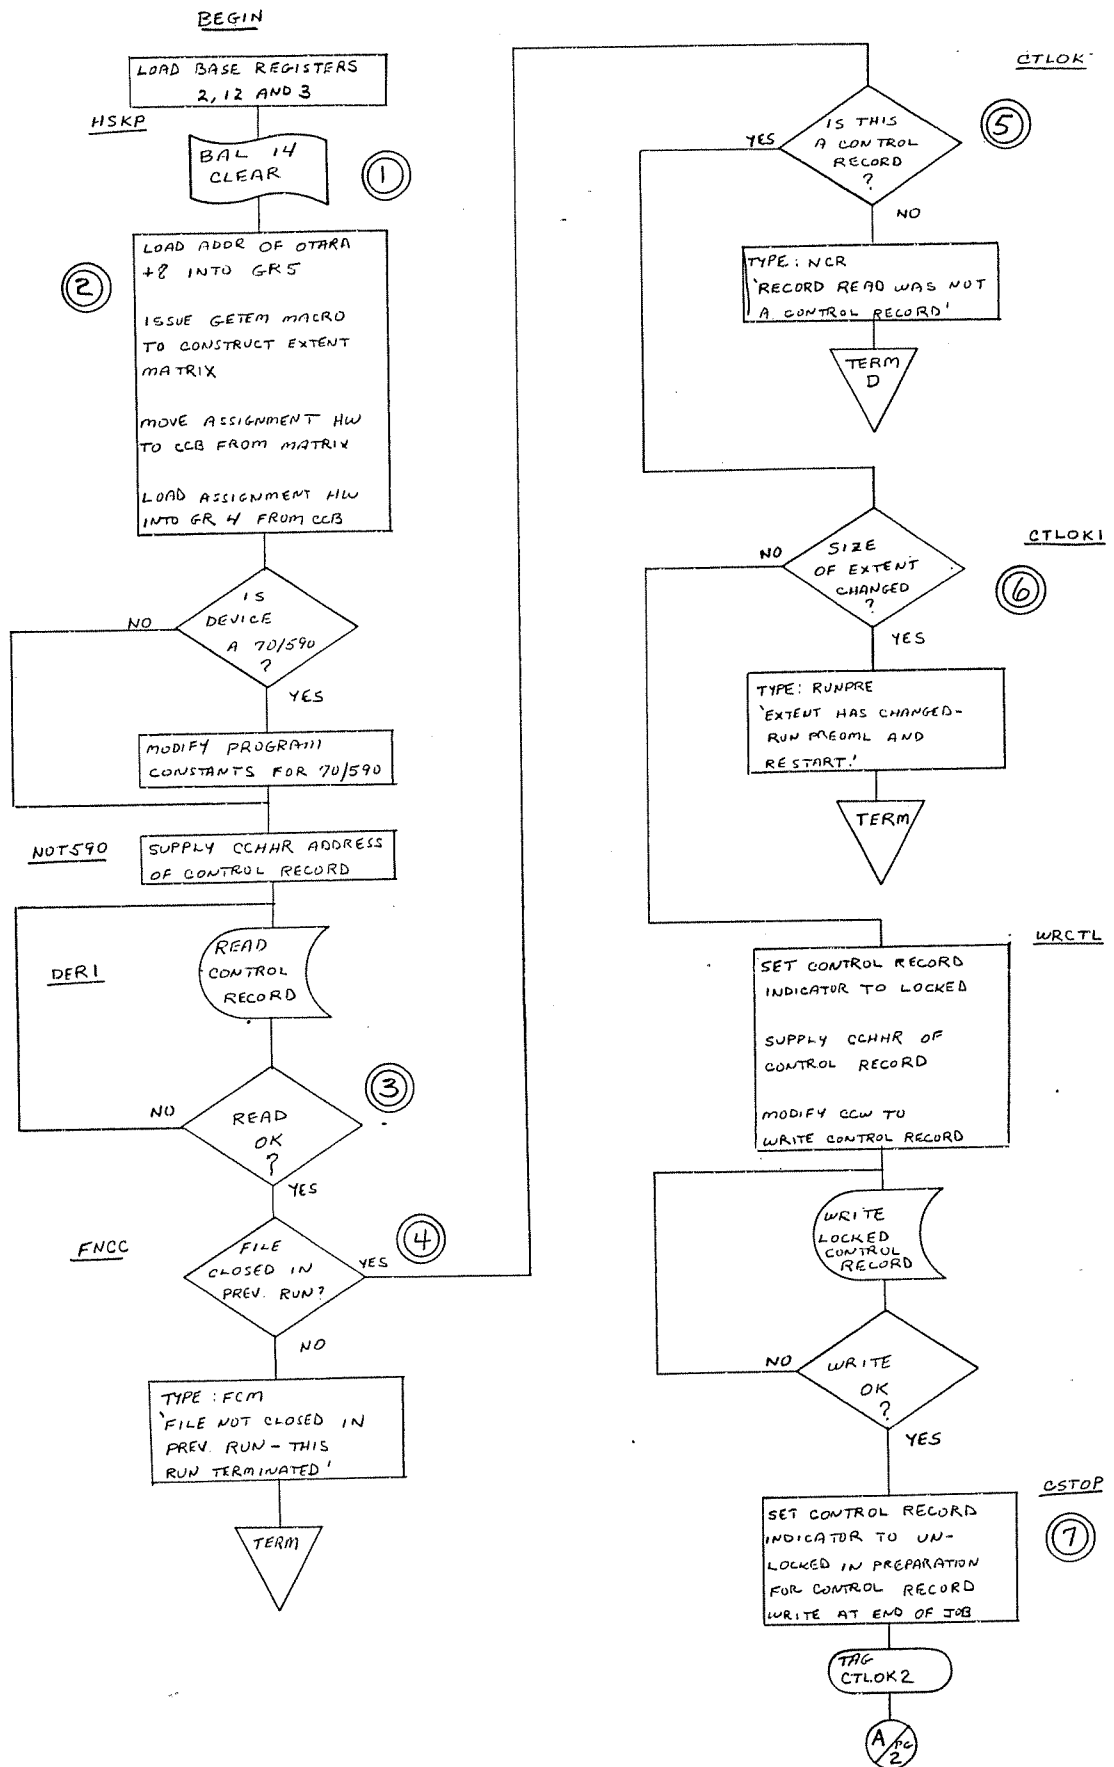 BEGIN
LOAD BASE REGISTERS
2, 12 AND 3
HSKP
BAL 14
CLEAR
1
2
LOAD ADDR OF OTARA
+8 INTO GR5
ISSUE GETEM MACRO
TO CONSTRUCT EXTENT
MATRIX
MOVE ASSIGNMENT HW
TO CCB FROM MATRIX
LOAD ASSIGNMENT HW
INTO GR 4 FROM CCB
IS
DEVICE
A 70/590
?
NO
YES
MODIFY PROGRAM
CONSTANTS FOR 70/590
NOT590
SUPPLY CCHHR ADDRESS
OF CONTROL RECORD
DER1
READ
CONTROL
RECORD
3
NO
READ
OK
?
YES
FNCC
4
FILE
CLOSED IN
PREV. RUN?
YES
NO
TYPE: FCM
'FILE NOT CLOSED IN
PREV. RUN - THIS
RUN TERMINATED'
TERM
CTLOK
5
YES
IS THIS
A CONTROL
RECORD
?
NO
TYPE: NCR
'RECORD READ WAS NOT
A CONTROL RECORD'
TERM
D
CTLOK1
6
NO
SIZE
OF EXTENT
CHANGED
?
YES
TYPE: RUNPRE
'EXTENT HAS CHANGED-
RUN PREOML AND
RESTART.'
TERM
WRCTL
SET CONTROL RECORD
INDICATOR TO LOCKED
SUPPLY CCHHR OF
CONTROL RECORD
MODIFY CCW TO
WRITE CONTROL RECORD
WRITE
LOCKED
CONTROL
RECORD
NO
WRITE
OK
?
YES
CSTOP
7
SET CONTROL RECORD
INDICATOR TO UN-
LOCKED IN PREPARATION
FOR CONTROL RECORD
WRITE AT END OF JOB
TAG
CTLOK2
A/PG
2